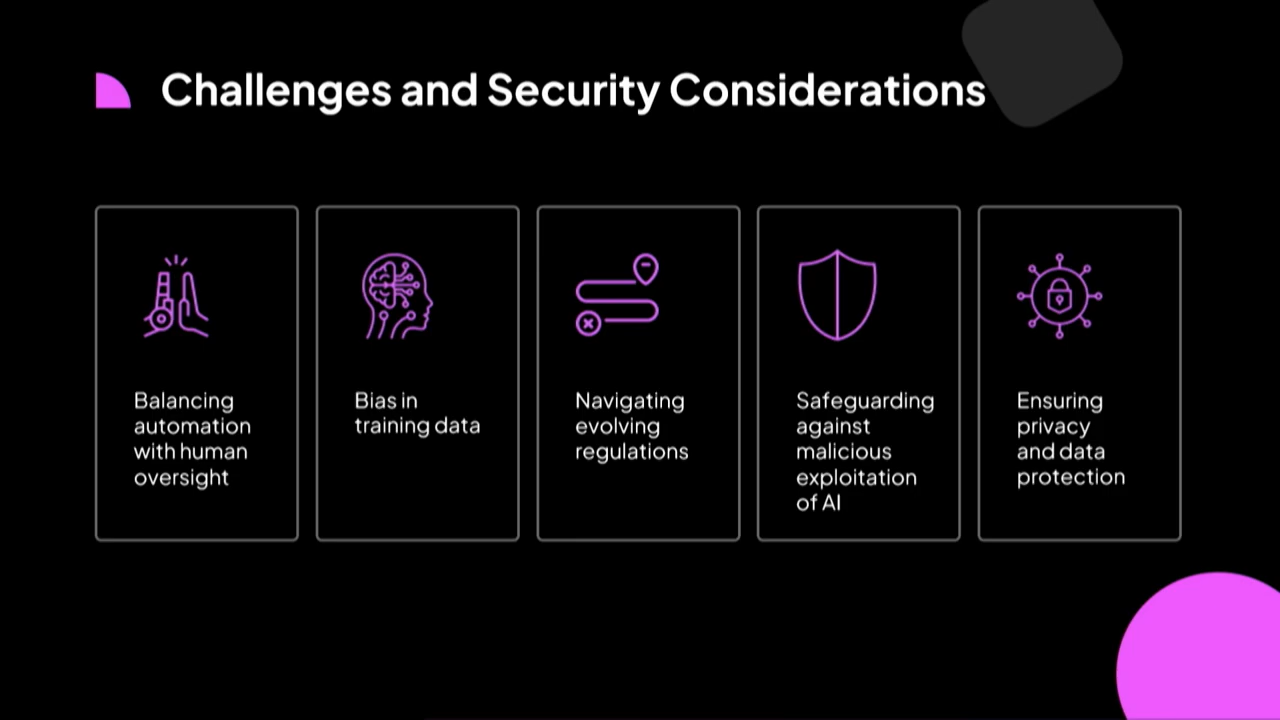 Challenges and Security Considerations
Balancing
automation
with human
oversight
Bias in
training data
Navigating
evolving
regulations
Safeguarding
against
malicious
exploitation
of AI
Ensuring
privacy
and data
protection